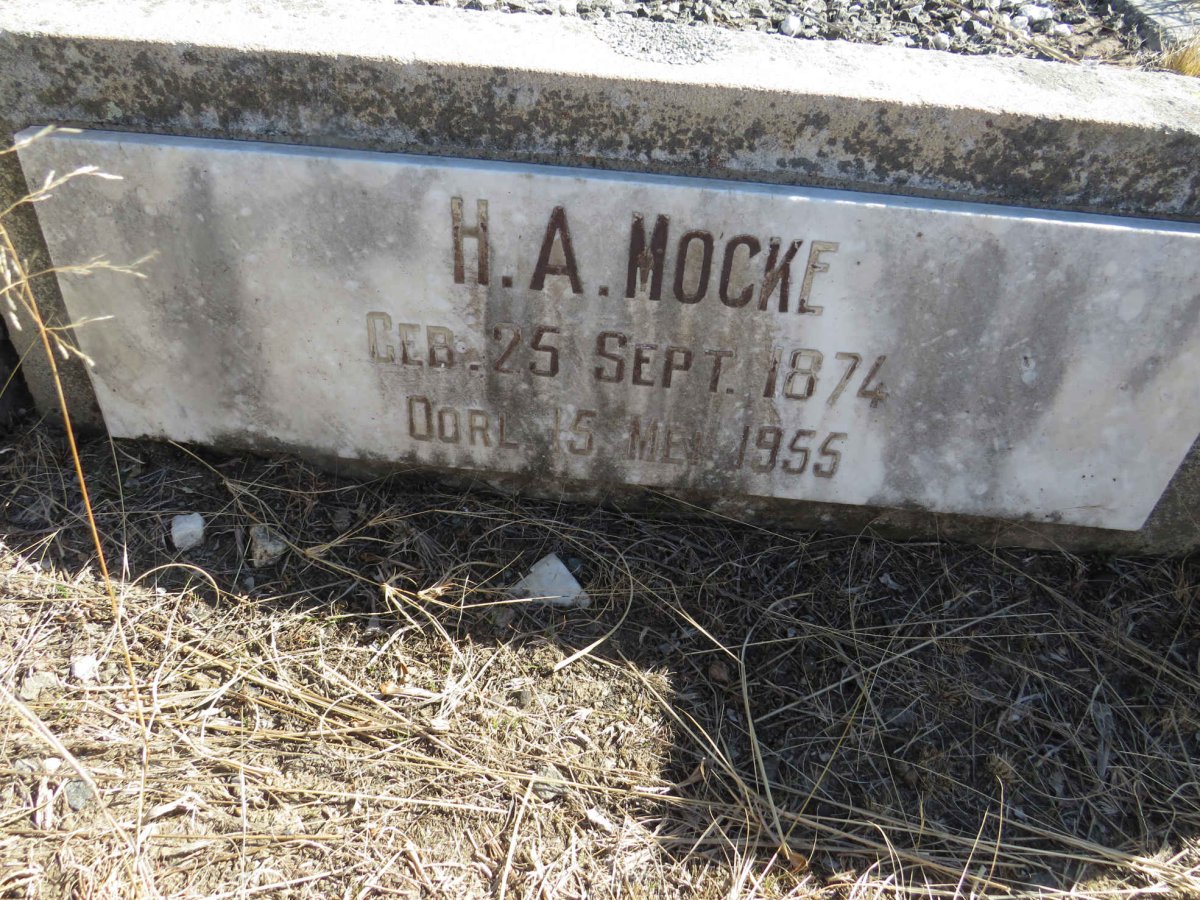 H. A. MOCKE
GEB. 25 SEPT. 1874
OORL 15 MEI 1955